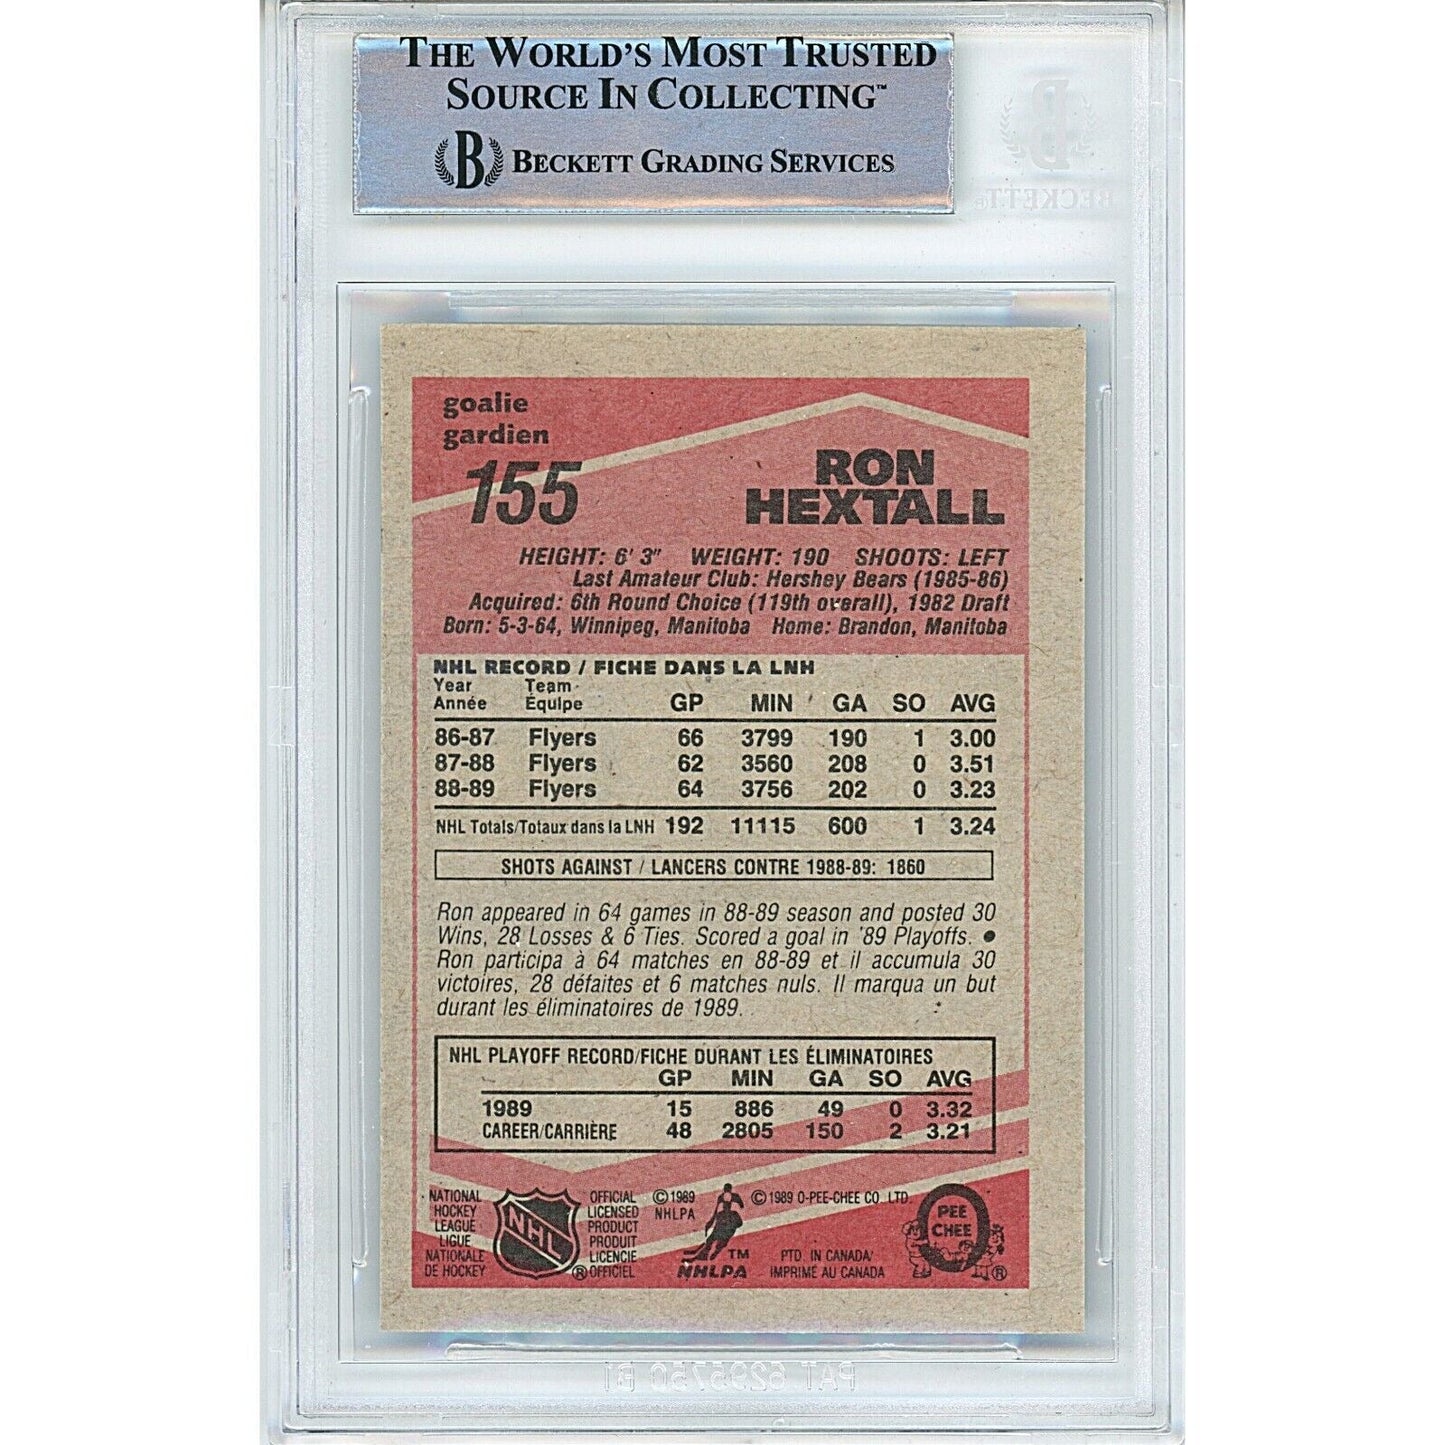 THE WORLD'S MOST TRUSTED
SOURCE IN COLLECTING™
B BECKETT GRADING SERVICES
B
BECKETT®
goalie
gardien
155
RON
HEXTALL
HEIGHT: 6' 3" WEIGHT: 190 SHOOTS: LEFT
Last Amateur Club: Hershey Bears (1985-86)
Acquired: 6th Round Choice (119th overall), 1982 Draft
Born: 5-3-64, Winnipeg, Manitoba Home: Brandon, Manitoba
NHL RECORD / FICHE DANS LA LNH
Year Team
Année Équipe GP MIN GA SO AVG
86-87 Flyers 66 3799 190 1 3.00
87-88 Flyers 62 3560 208 0 3.51
88-89 Flyers 64 3756 202 0 3.23
NHL Totals/Totaux dans la LNH 192 11115 600 1 3.24
SHOTS AGAINST / LANCERS CONTRE 1988-89: 1860
Ron appeared in 64 games in 88-89 season and posted 30
Wins, 28 Losses & 6 Ties. Scored a goal in '89 Playoffs. ●
Ron participa à 64 matches en 88-89 et il accumula 30
victoires, 28 défaites et 6 matches nuls. Il marqua un but
durant les éliminatoires de 1989.
NHL PLAYOFF RECORD/FICHE DURANT LES ÉLIMINATOIRES
GP MIN GA SO AVG
1989 15 886 49 0 3.32
CAREER/CARRIÈRE 48 2805 150 2 3.21
NATIONAL
HOCKEY
LEAGUE
LIGUE
NATIONALE
DE HOCKEY
NHL
®
OFFICIAL
LICENSED
PRODUCT
PRODUIT
LICENCIE
OFFICIEL
©1989
NHLPA
TM
NHLPA
©1989 O-PEE-CHEE CO. LTD.
PTD. IN CANADA/
IMPRIMÉ AU CANADA
O
PEE
CHEE
®
PAT 6295750 B1